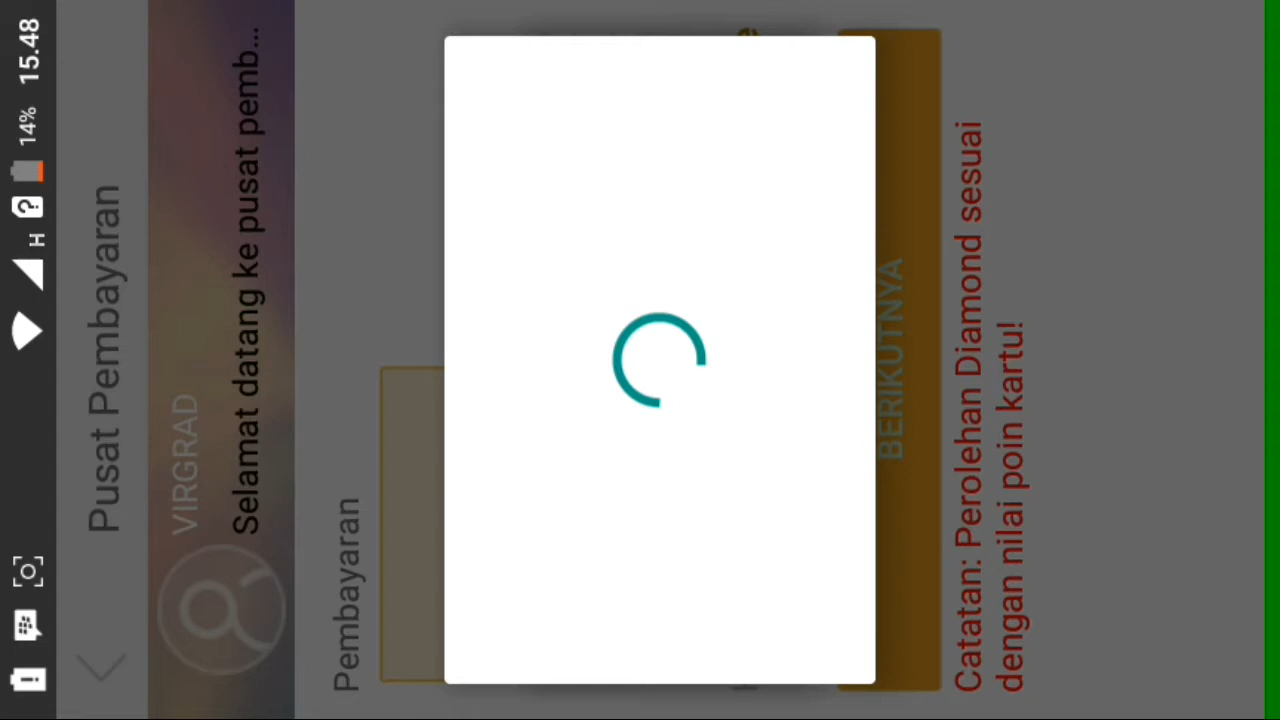 14% 15.48
H
Pusat Pembayaran
VIRGRAD
Selamat datang ke pusat pemb...
Pembayaran
BERIKUTNYA
Catatan: Perolehan Diamond sesuai
dengan nilai poin kartu!